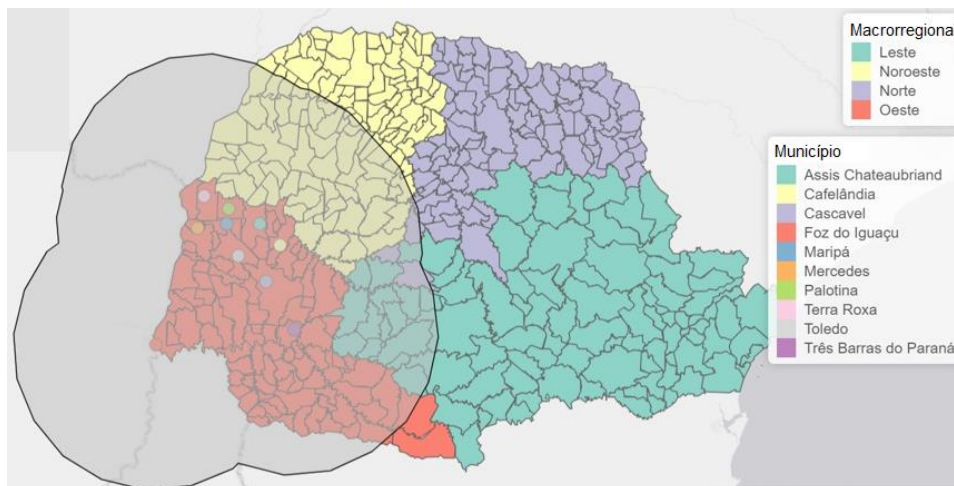 Macrorregional
Leste
Noroeste
Norte
Oeste
Município
Assis Chateaubriand
Cafelândia
Cascavel
Foz do Iguaçu
Maripá
Mercedes
Palotina
Terra Roxa
Toledo
Três Barras do Paraná